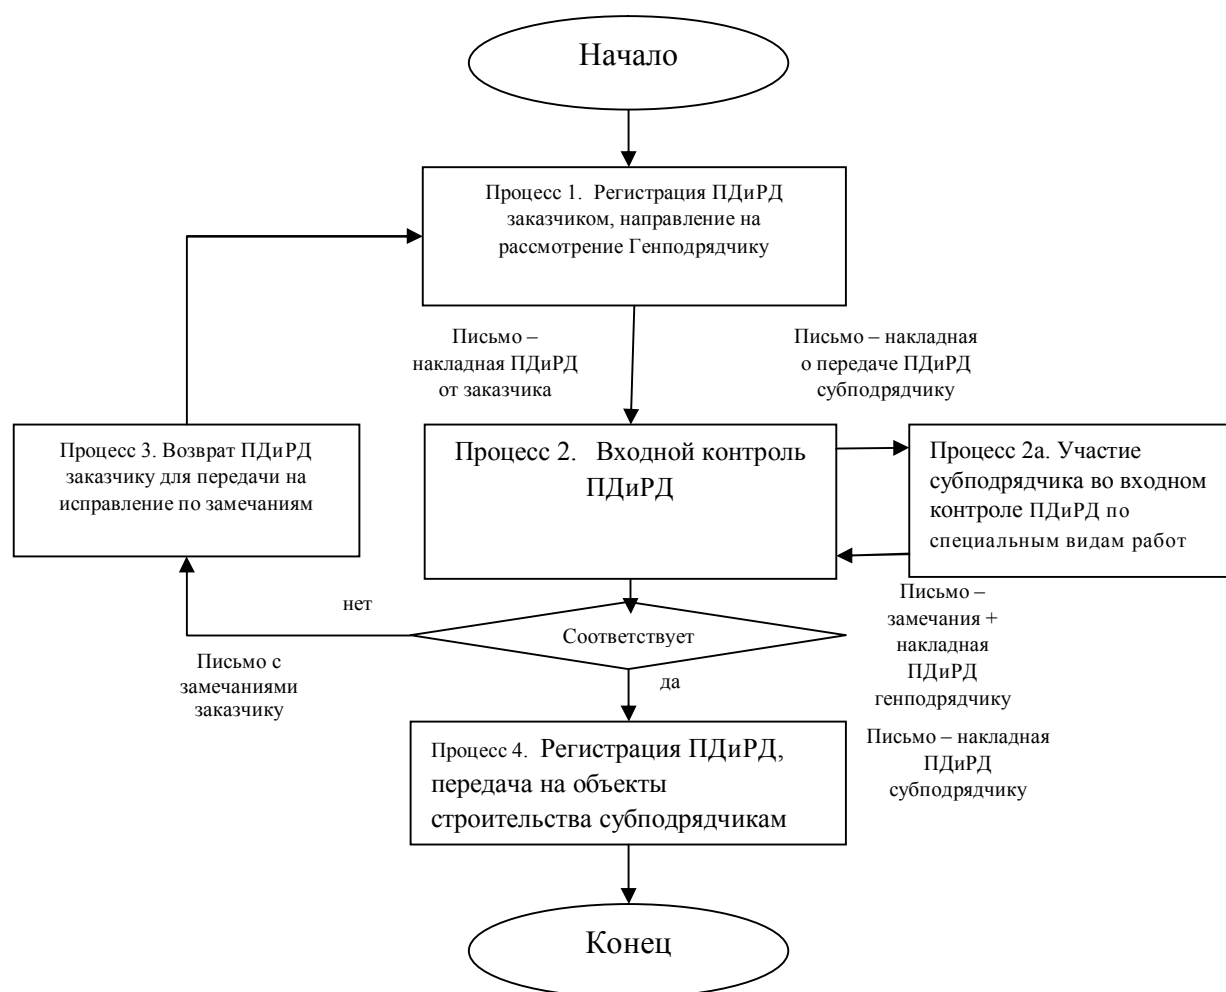 Начало
Процесс 1. Регистрация ПДиРД
заказчиком, направление на
рассмотрение Генподрядчику
Письмо –
накладная ПДиРД
от заказчика
Письмо – накладная
о передаче ПДиРД
субподрядчику
Процесс 3. Возврат ПДиРД
заказчику для передачи на
исправление по замечаниям
Процесс 2. Входной контроль
ПДиРД
Процесс 2а. Участие
субподрядчика во входном
контроле ПДиРД по
специальным видам работ
нет
Соответствует
Письмо –
замечания +
накладная
ПДиРД
генподрядчику
Письмо с
замечаниями
заказчику
да
Процесс 4. Регистрация ПДиРД,
передача на объекты
строительства субподрядчикам
Письмо – накладная
ПДиРД
субподрядчику
Конец